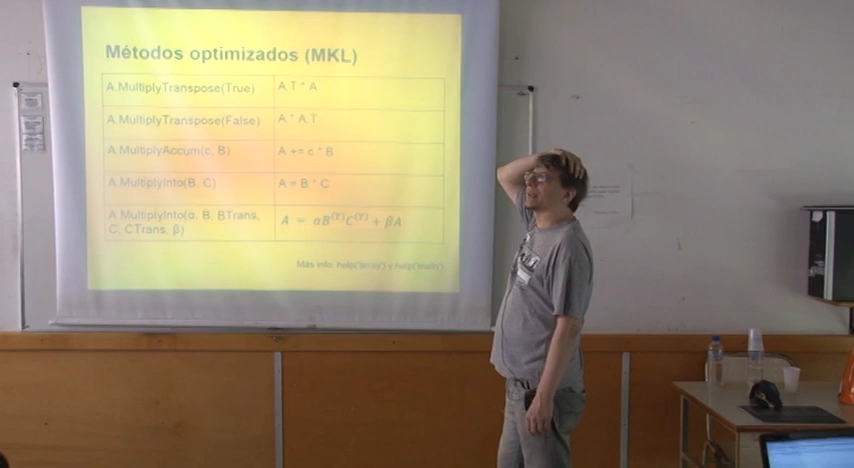 Métodos optimizados (MKL)
A.MultiplyTranspose(True) A.T * A
A.MultiplyTranspose(False) A * A.T
A.MultiplyAccum(c, B) A += c * B
A.MultiplyInto(B, C) A = B * C
A.MultiplyInto(α, B, BTrans,
C, CTrans, β) A = αB^(T)C^(T) + βA
Más info: help('array') y help('math')